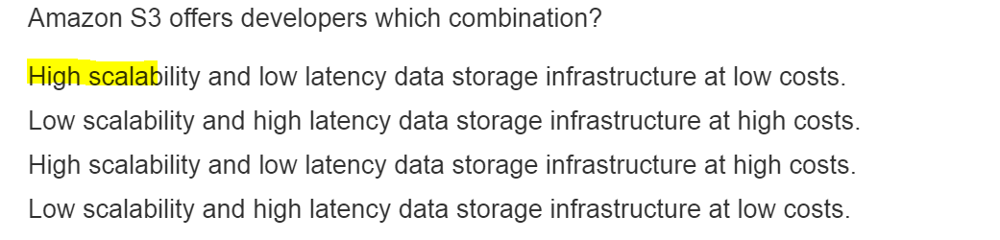 Amazon S3 offers developers which combination?
High scalability and low latency data storage infrastructure at low costs.
Low scalability and high latency data storage infrastructure at high costs.
High scalability and low latency data storage infrastructure at high costs.
Low scalability and high latency data storage infrastructure at low costs.